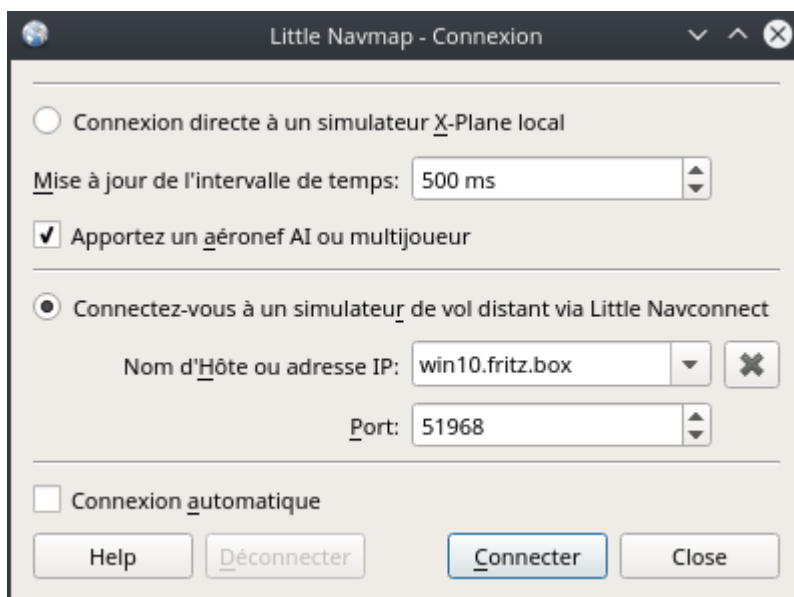 Little Navmap - Connexion
Connexion directe à un simulateur X-Plane local
Mise à jour de l'intervalle de temps: 500 ms
Apportez un aéronef AI ou multijoueur
Connectez-vous à un simulateur de vol distant via Little Navconnect
Nom d'Hôte ou adresse IP: win10.fritz.box
Port: 51968
Connexion automatique
Help Déconnecter Connecter Close